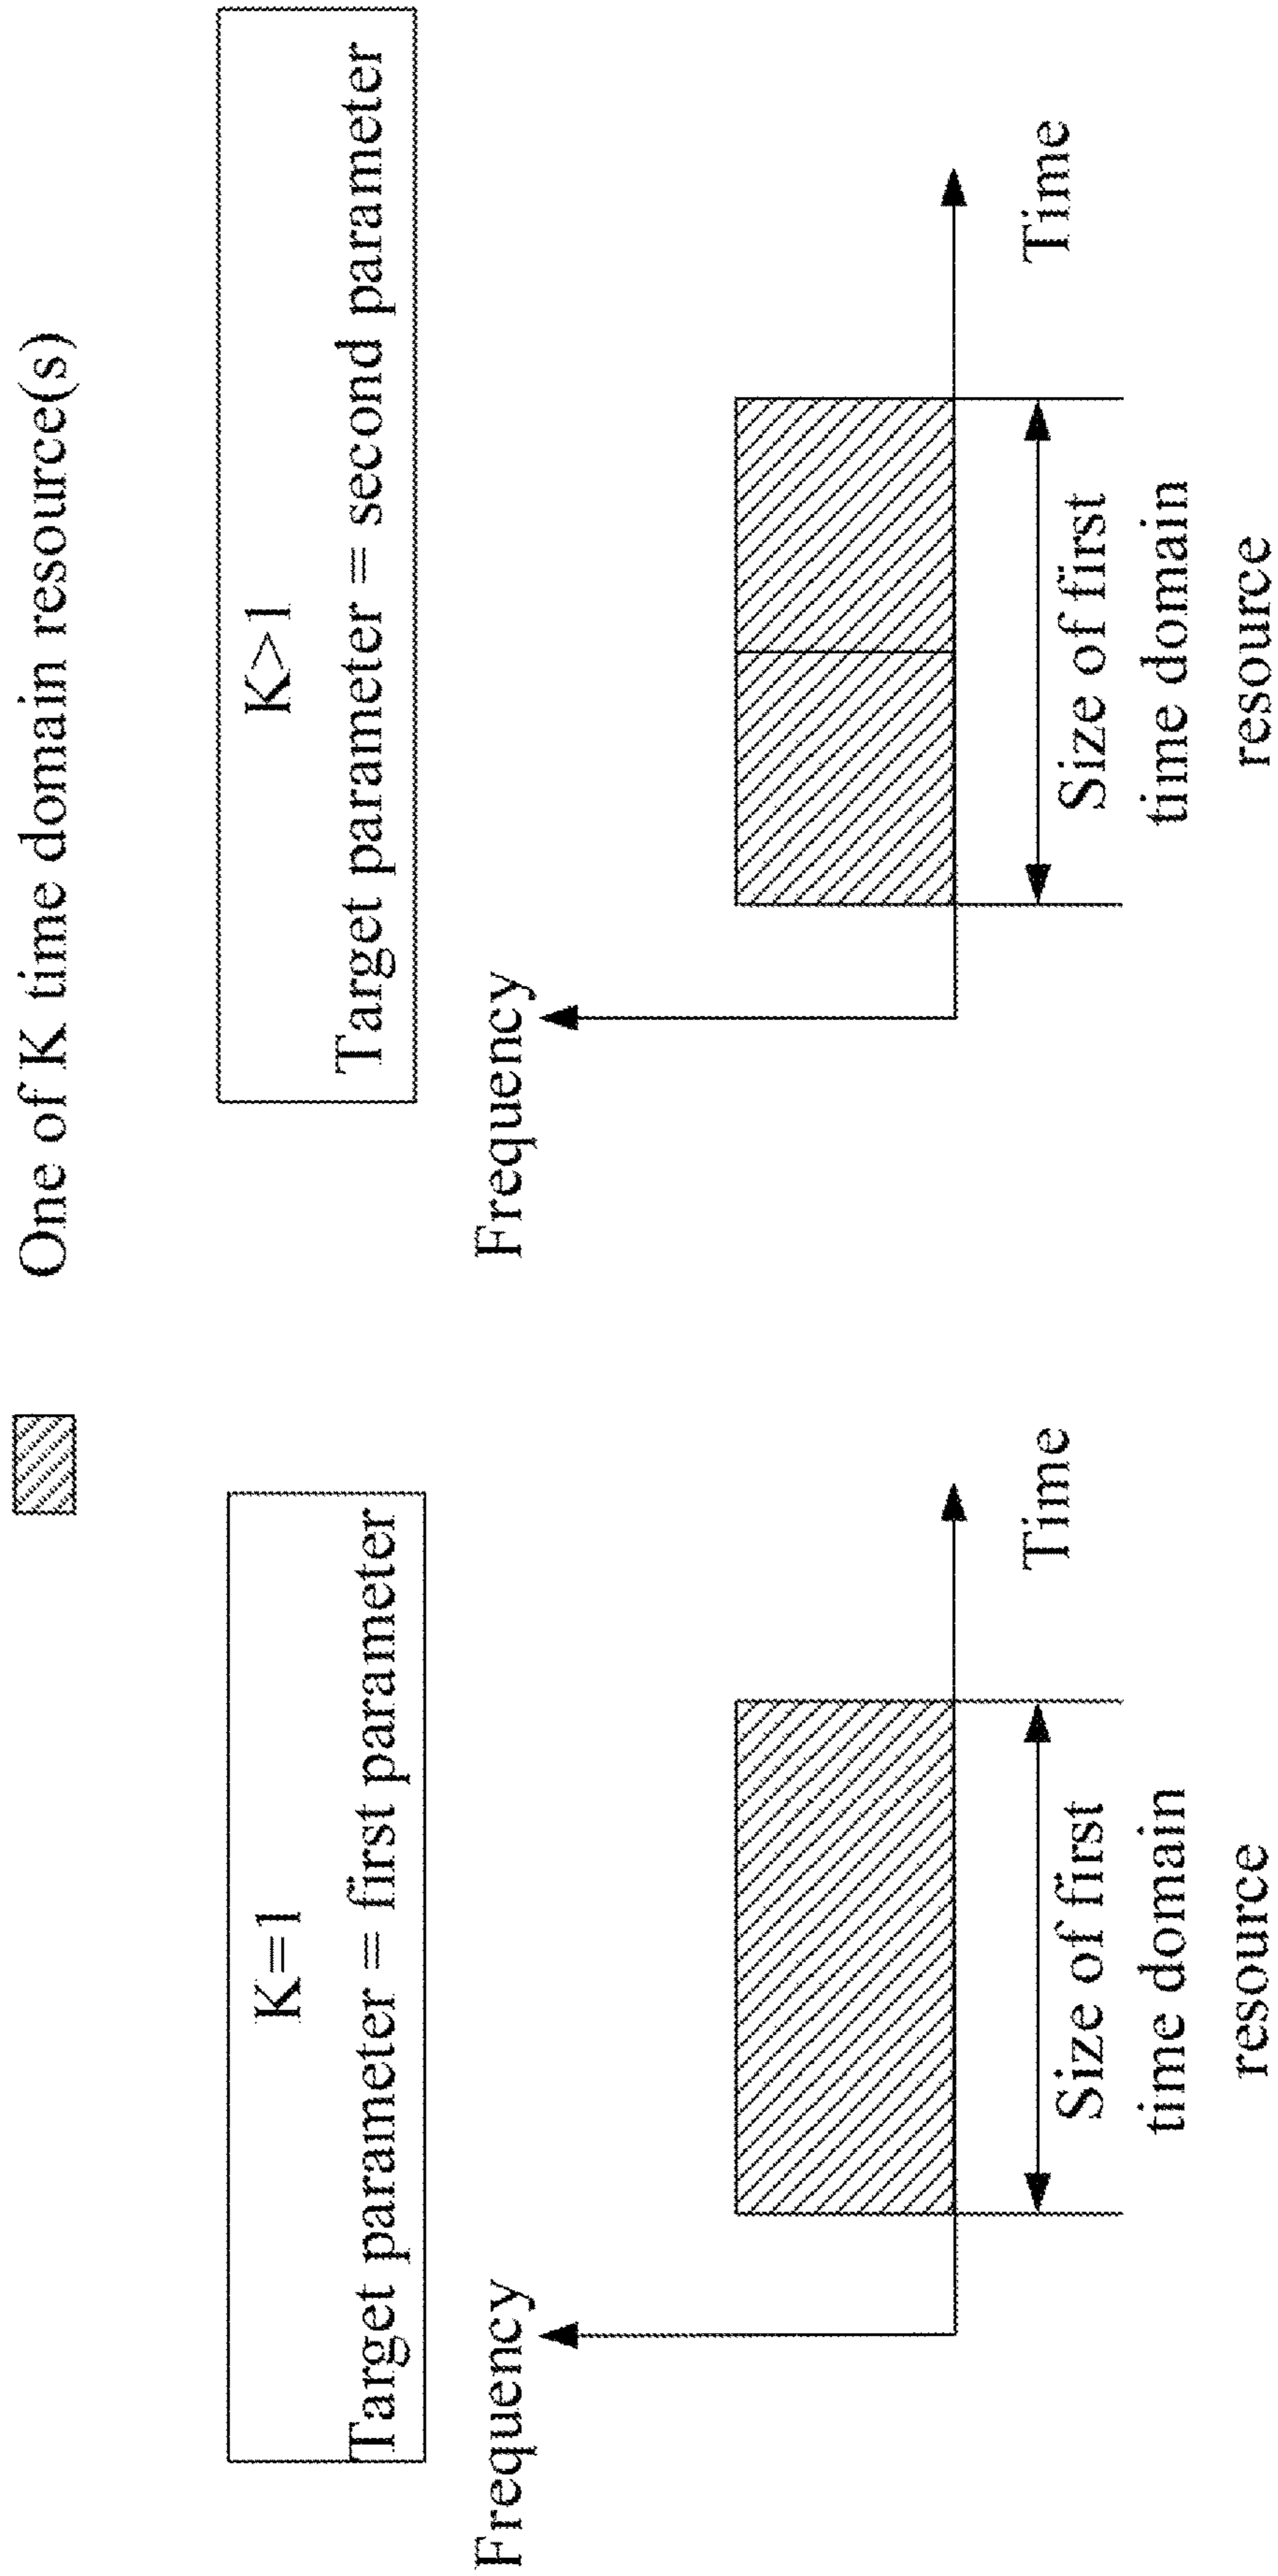 One of K time domain resource(s)
K=1
Target parameter = first parameter
Frequency
Time
Size of first
time domain
resource
K>1
Target parameter = second parameter
Frequency
Time
Size of first
time domain
resource